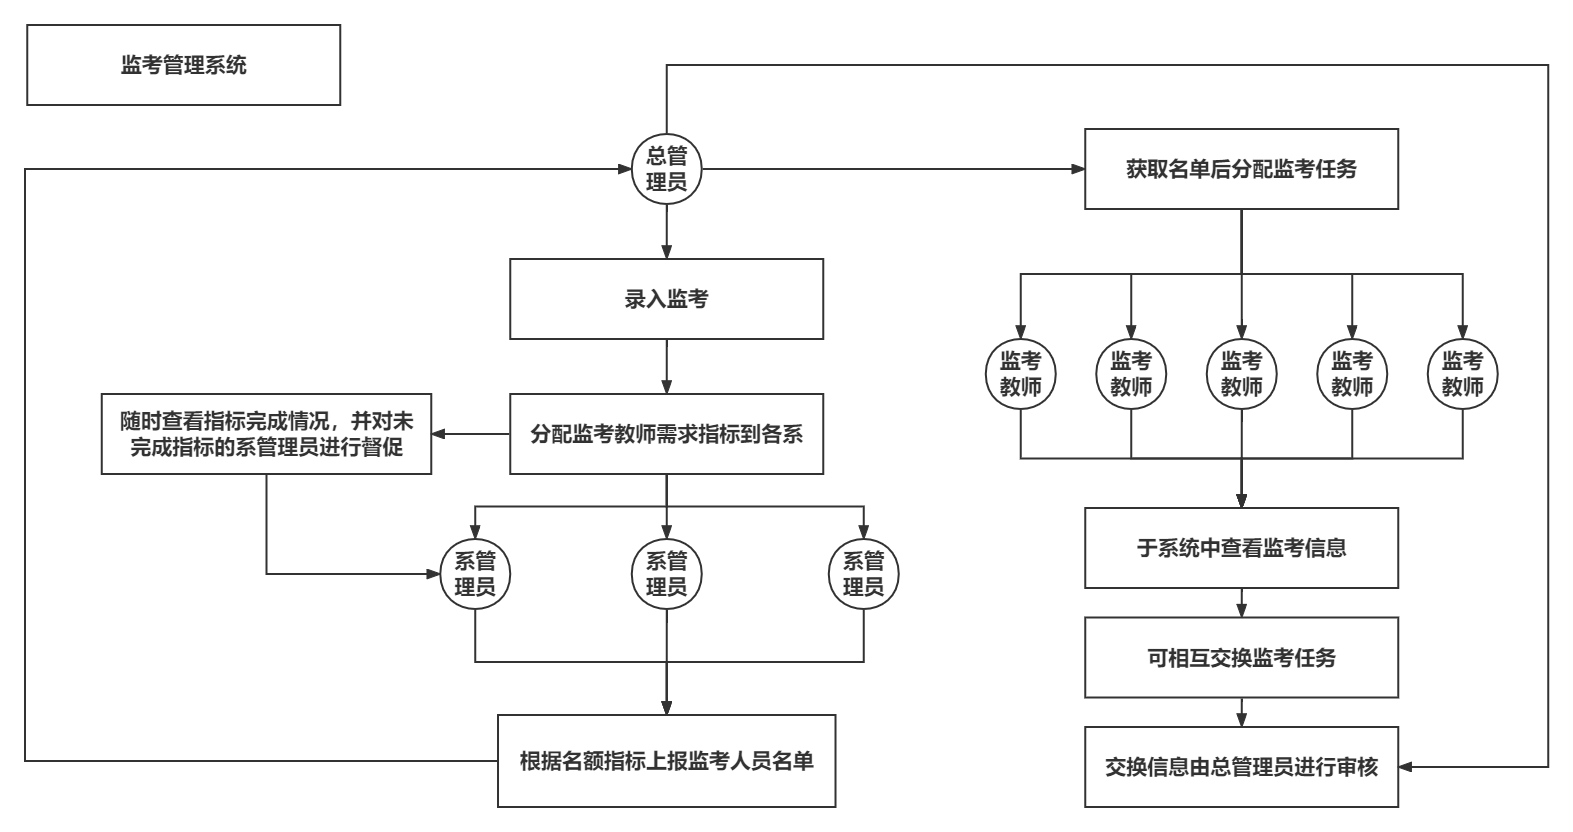 监考管理系统
总管
理员
获取名单后分配监考任务
录入监考
监考
教师
监考
教师
监考
教师
监考
教师
监考
教师
随时查看指标完成情况，并对未
完成指标的系管理员进行督促
分配监考教师需求指标到各系
系管
理员
系管
理员
系管
理员
于系统中查看监考信息
可相互交换监考任务
根据名额指标上报监考人员名单
交换信息由总管理员进行审核